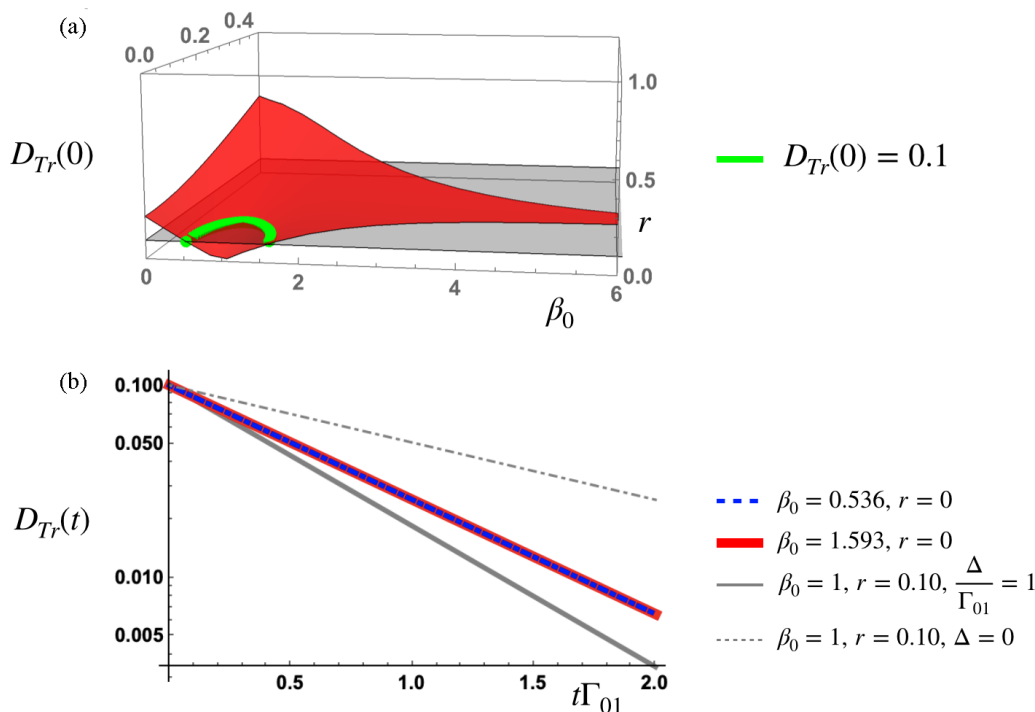 (a)
0.0 0.2 0.4
1.0
0.5
0.0
r
D_{Tr}(0)
0 2 4 6
β_0
D_{Tr}(0) = 0.1
(b)
0.100
0.050
0.010
0.005
D_{Tr}(t)
0.5 1.0 1.5 2.0
tΓ_{01}
β_0 = 0.536, r = 0
β_0 = 1.593, r = 0
β_0 = 1, r = 0.10, Δ/Γ_{01} = 1
β_0 = 1, r = 0.10, Δ = 0